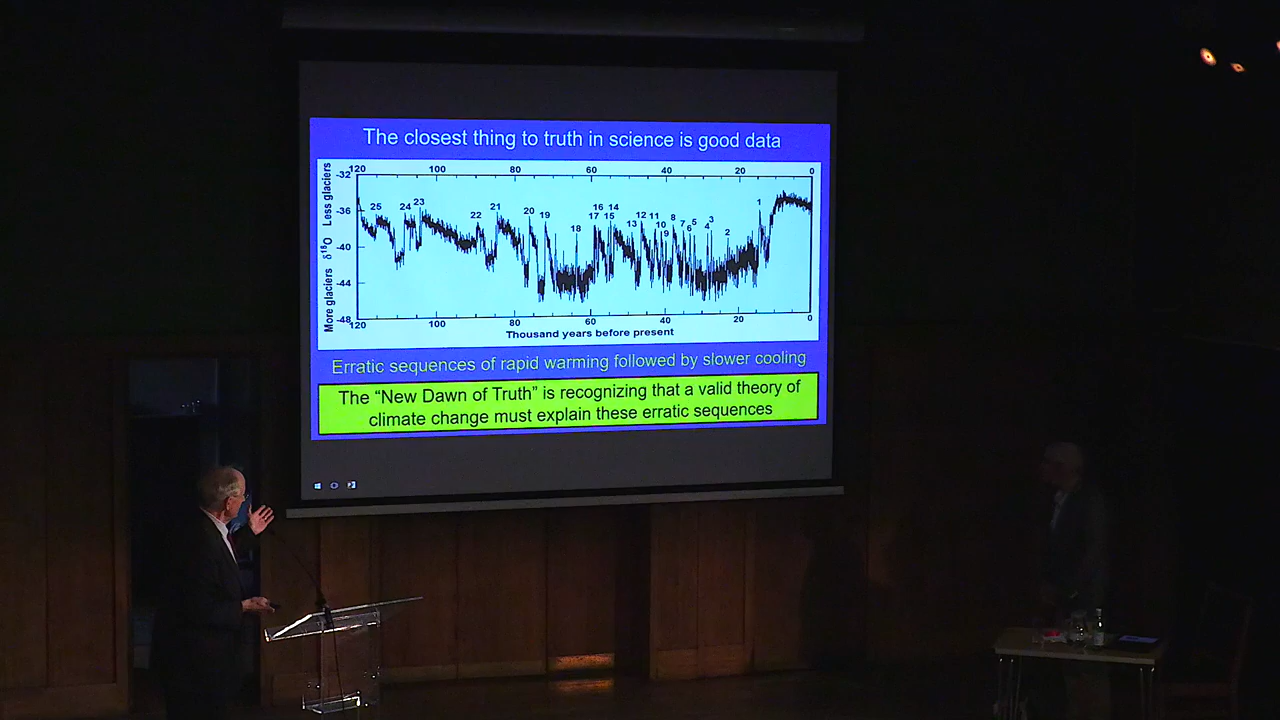 The closest thing to truth in science is good data
120 100 80 60 40 20 0
-32
-36
-40
-44
-48
More glaciers δ¹⁸O Less glaciers
25 24 23 22 21 20 19 18 17 16 15 14 13 12 11 10 9 8 7 6 5 4 3 2 1
120 100 80 60 40 20 0
Thousand years before present
Erratic sequences of rapid warming followed by slower cooling
The “New Dawn of Truth” is recognizing that a valid theory of
climate change must explain these erratic sequences